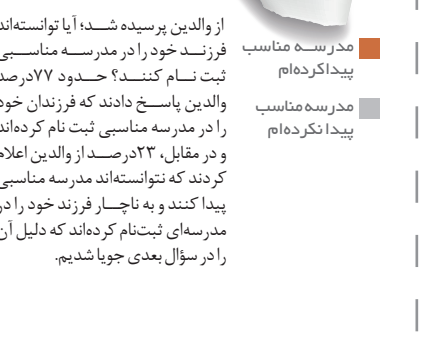 مدرسه مناسب
پیدا کرده‌ام
مدرسه مناسب
پیدا نکرده‌ام
از والدین پرسیده شد؛ آیا توانسته‌اند
فرزند خود را در مدرسه مناسبی
ثبت نام کنند؟ حدود ۷۷درصد
والدین پاسخ دادند که فرزندان خود
را در مدرسه مناسبی ثبت نام کرده‌اند
و در مقابل، ۲۳درصد از والدین اعلام
کردند که نتوانسته‌اند مدرسه مناسبی
پیدا کنند و به ناچار فرزند خود را در
مدرسه‌ای ثبت‌نام کرده‌اند که دلیل آن
را در سؤال بعدی جویا شدیم.